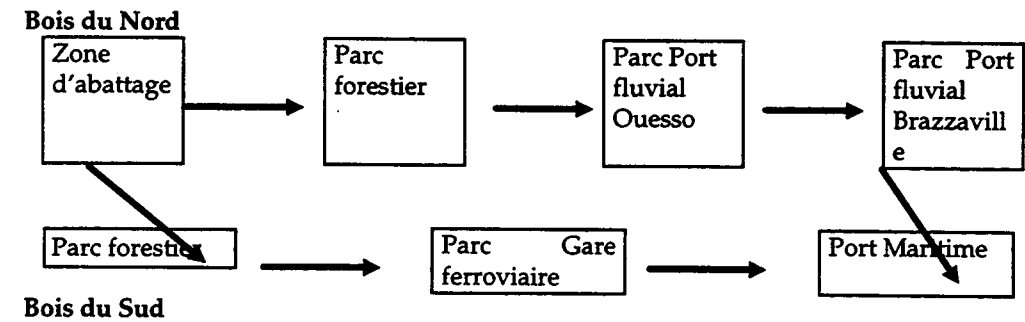 Bois du Nord
Zone
d'abattage
Parc
forestier
Parc Port
fluvial
Ouesso
Parc Port
fluvial
Brazzavill
e
Parc forestier
Parc Gare
ferroviaire
Port Maritime
Bois du Sud